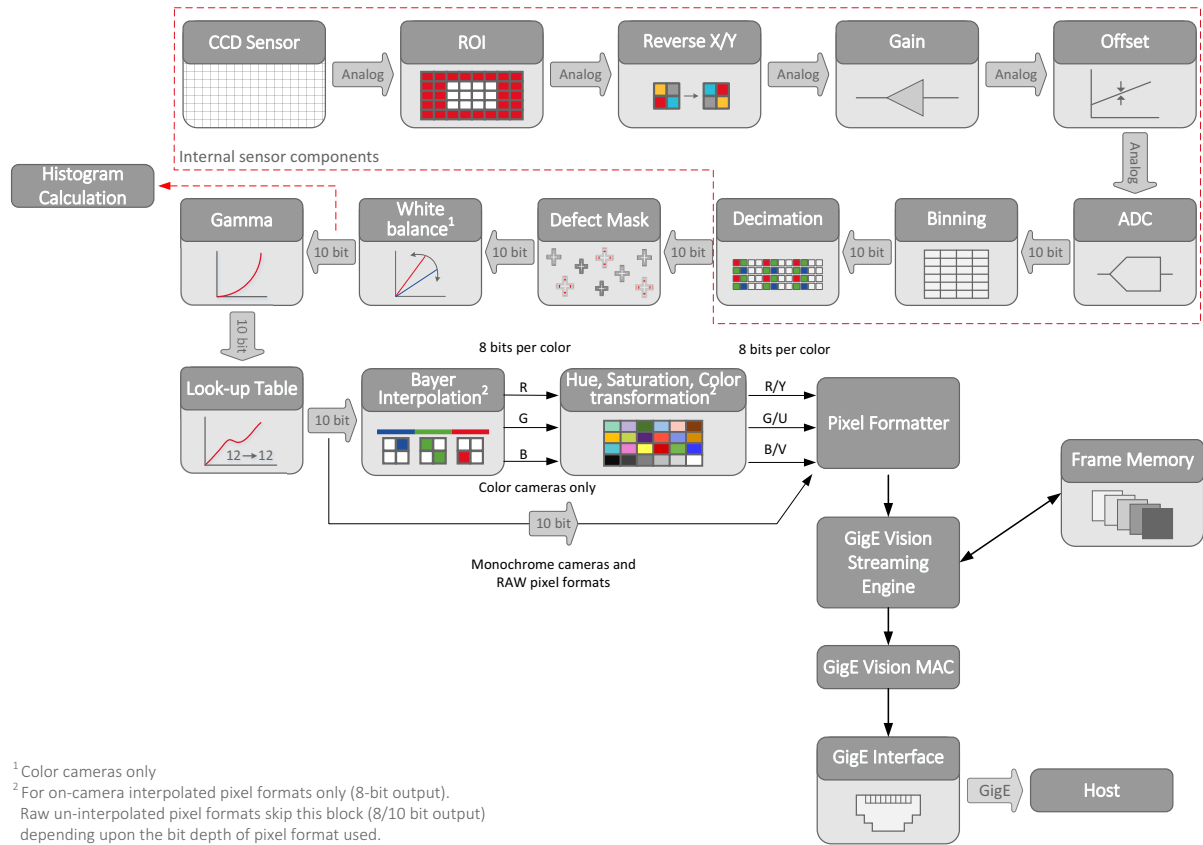 CCD Sensor
Analog
ROI
Analog
Reverse X/Y
Analog
Gain
Analog
Offset
Internal sensor components
Analog
Histogram
Calculation
Gamma
10 bit
White
balance1
10 bit
Defect Mask
10 bit
Decimation
10 bit
Binning
10 bit
ADC
10 bit
8 bits per color
8 bits per color
Look-up Table
12→12
10 bit
Bayer
Interpolation2
R
G
B
Hue, Saturation, Color
transformation2
R/Y
G/U
B/V
Pixel Formatter
Color cameras only
10 bit
Monochrome cameras and
RAW pixel formats
Frame Memory
GigE Vision
Streaming
Engine
GigE Vision MAC
GigE Interface
GigE
Host
1 Color cameras only
2 For on-camera interpolated pixel formats only (8-bit output).
Raw un-interpolated pixel formats skip this block (8/10 bit output)
depending upon the bit depth of pixel format used.